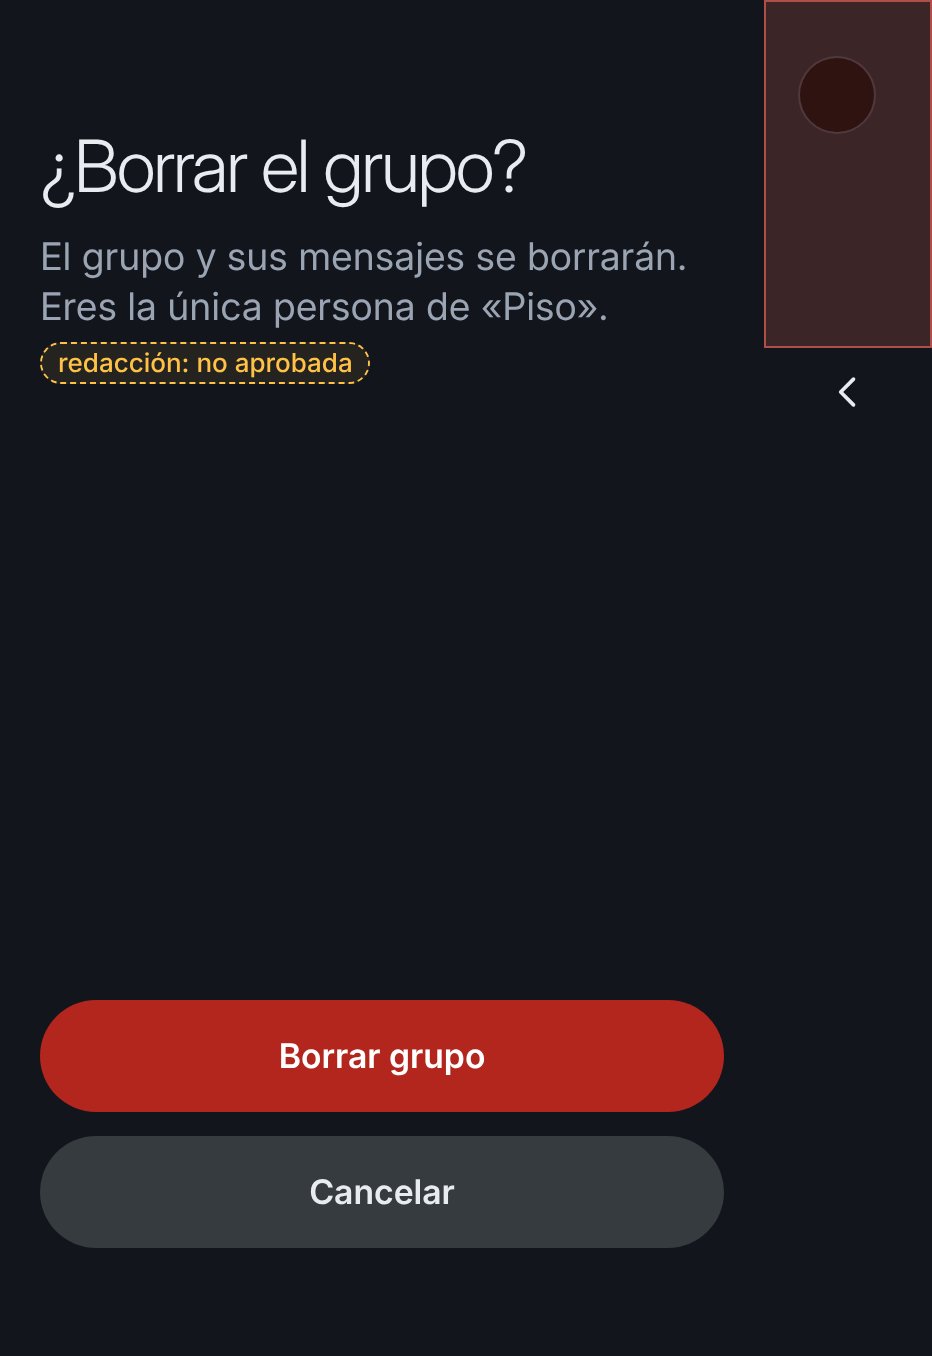 ¿Borrar el grupo?
El grupo y sus mensajes se borrarán.
Eres la única persona de «Piso».
redacción: no aprobada
Borrar grupo
Cancelar